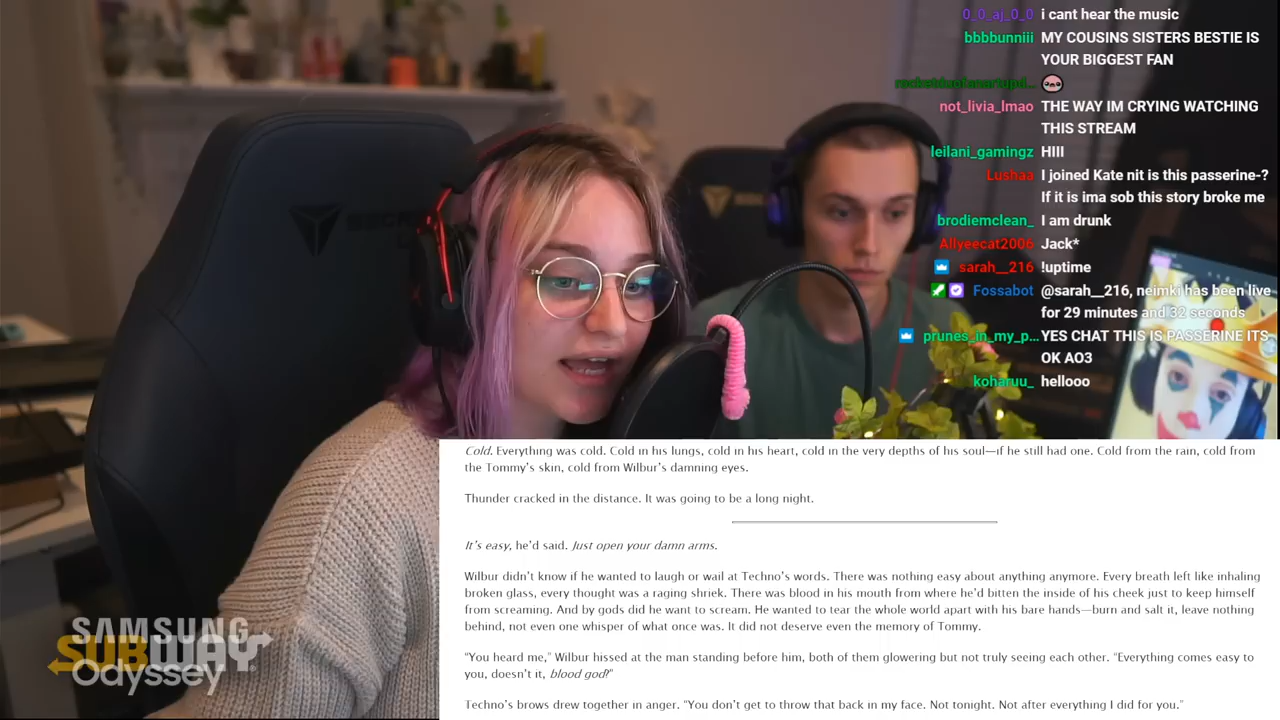 0_0_aj_0_0 i cant hear the music
bbbbunniii MY COUSINS SISTERS BESTIE IS
YOUR BIGGEST FAN
not_livia_lmao THE WAY IM CRYING WATCHING
THIS STREAM
leilani_gamingz HIII
Lushaa I joined Kate nit is this passerine-?
If it is ima sob this story broke me
brodiemclean_ I am drunk
Allyeecat2006 Jack*
sarah__216 !uptime
Fossabot @sarah__216, neimki has been live
for 29 minutes and 32 seconds
prunes_in_my_p... YES CHAT THIS IS PASSERINE ITS
OK AO3
koharuu_ hellooo
Cold. Everything was cold. Cold in his lungs, cold in his heart, cold in the very depths of his soul—if he still had one. Cold from the rain, cold from
the Tommy's skin, cold from Wilbur's damning eyes.
Thunder cracked in the distance. It was going to be a long night.
It's easy, he'd said. Just open your damn arms.
Wilbur didn't know if he wanted to laugh or wail at Techno's words. There was nothing easy about anything anymore. Every breath left like inhaling
broken glass, every thought was a raging shriek. There was blood in his mouth from where he'd bitten the inside of his cheek just to keep himself
from screaming. And by gods did he want to scream. He wanted to tear the whole world apart with his bare hands—burn and salt it, leave nothing
behind, not even one whisper of what once was. It did not deserve even the memory of Tommy.
"You heard me," Wilbur hissed at the man standing before him, both of them glowering but not truly seeing each other. "Everything comes easy to
you, doesn't it, blood god?"
Techno's brows drew together in anger. "You don't get to throw that back in my face. Not tonight. Not after everything I did for you."
SAMSUNG
SUBWAY
Odyssey